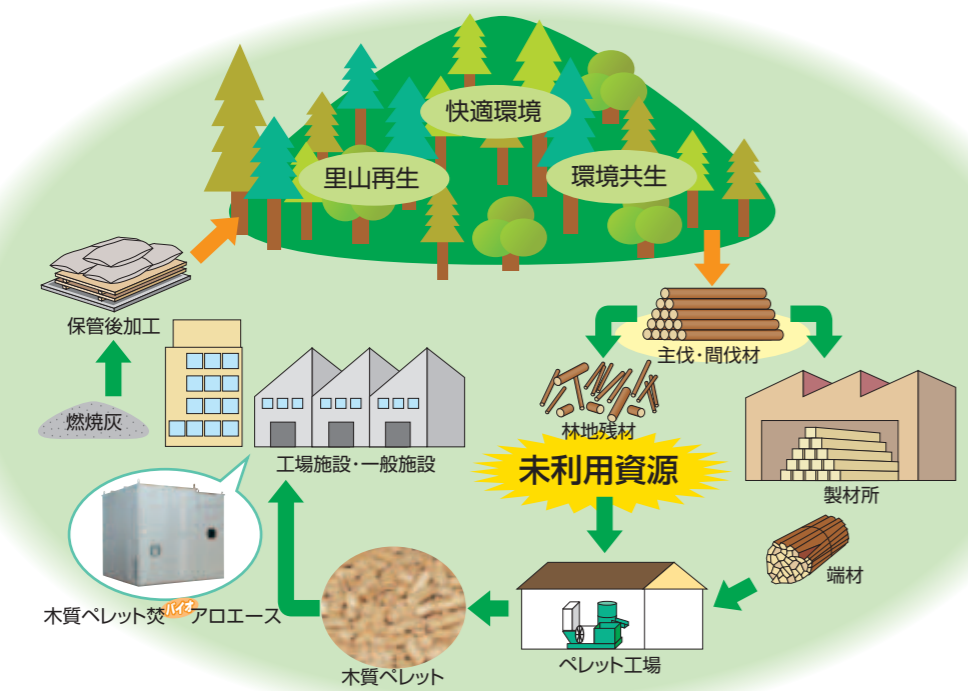 快適環境
里山再生
環境共生
保管後加工
主伐・間伐材
燃焼灰
林地残材
工場施設・一般施設
未利用資源
製材所
端材
木質ペレット焚バイオアロエース
ペレット工場
木質ペレット